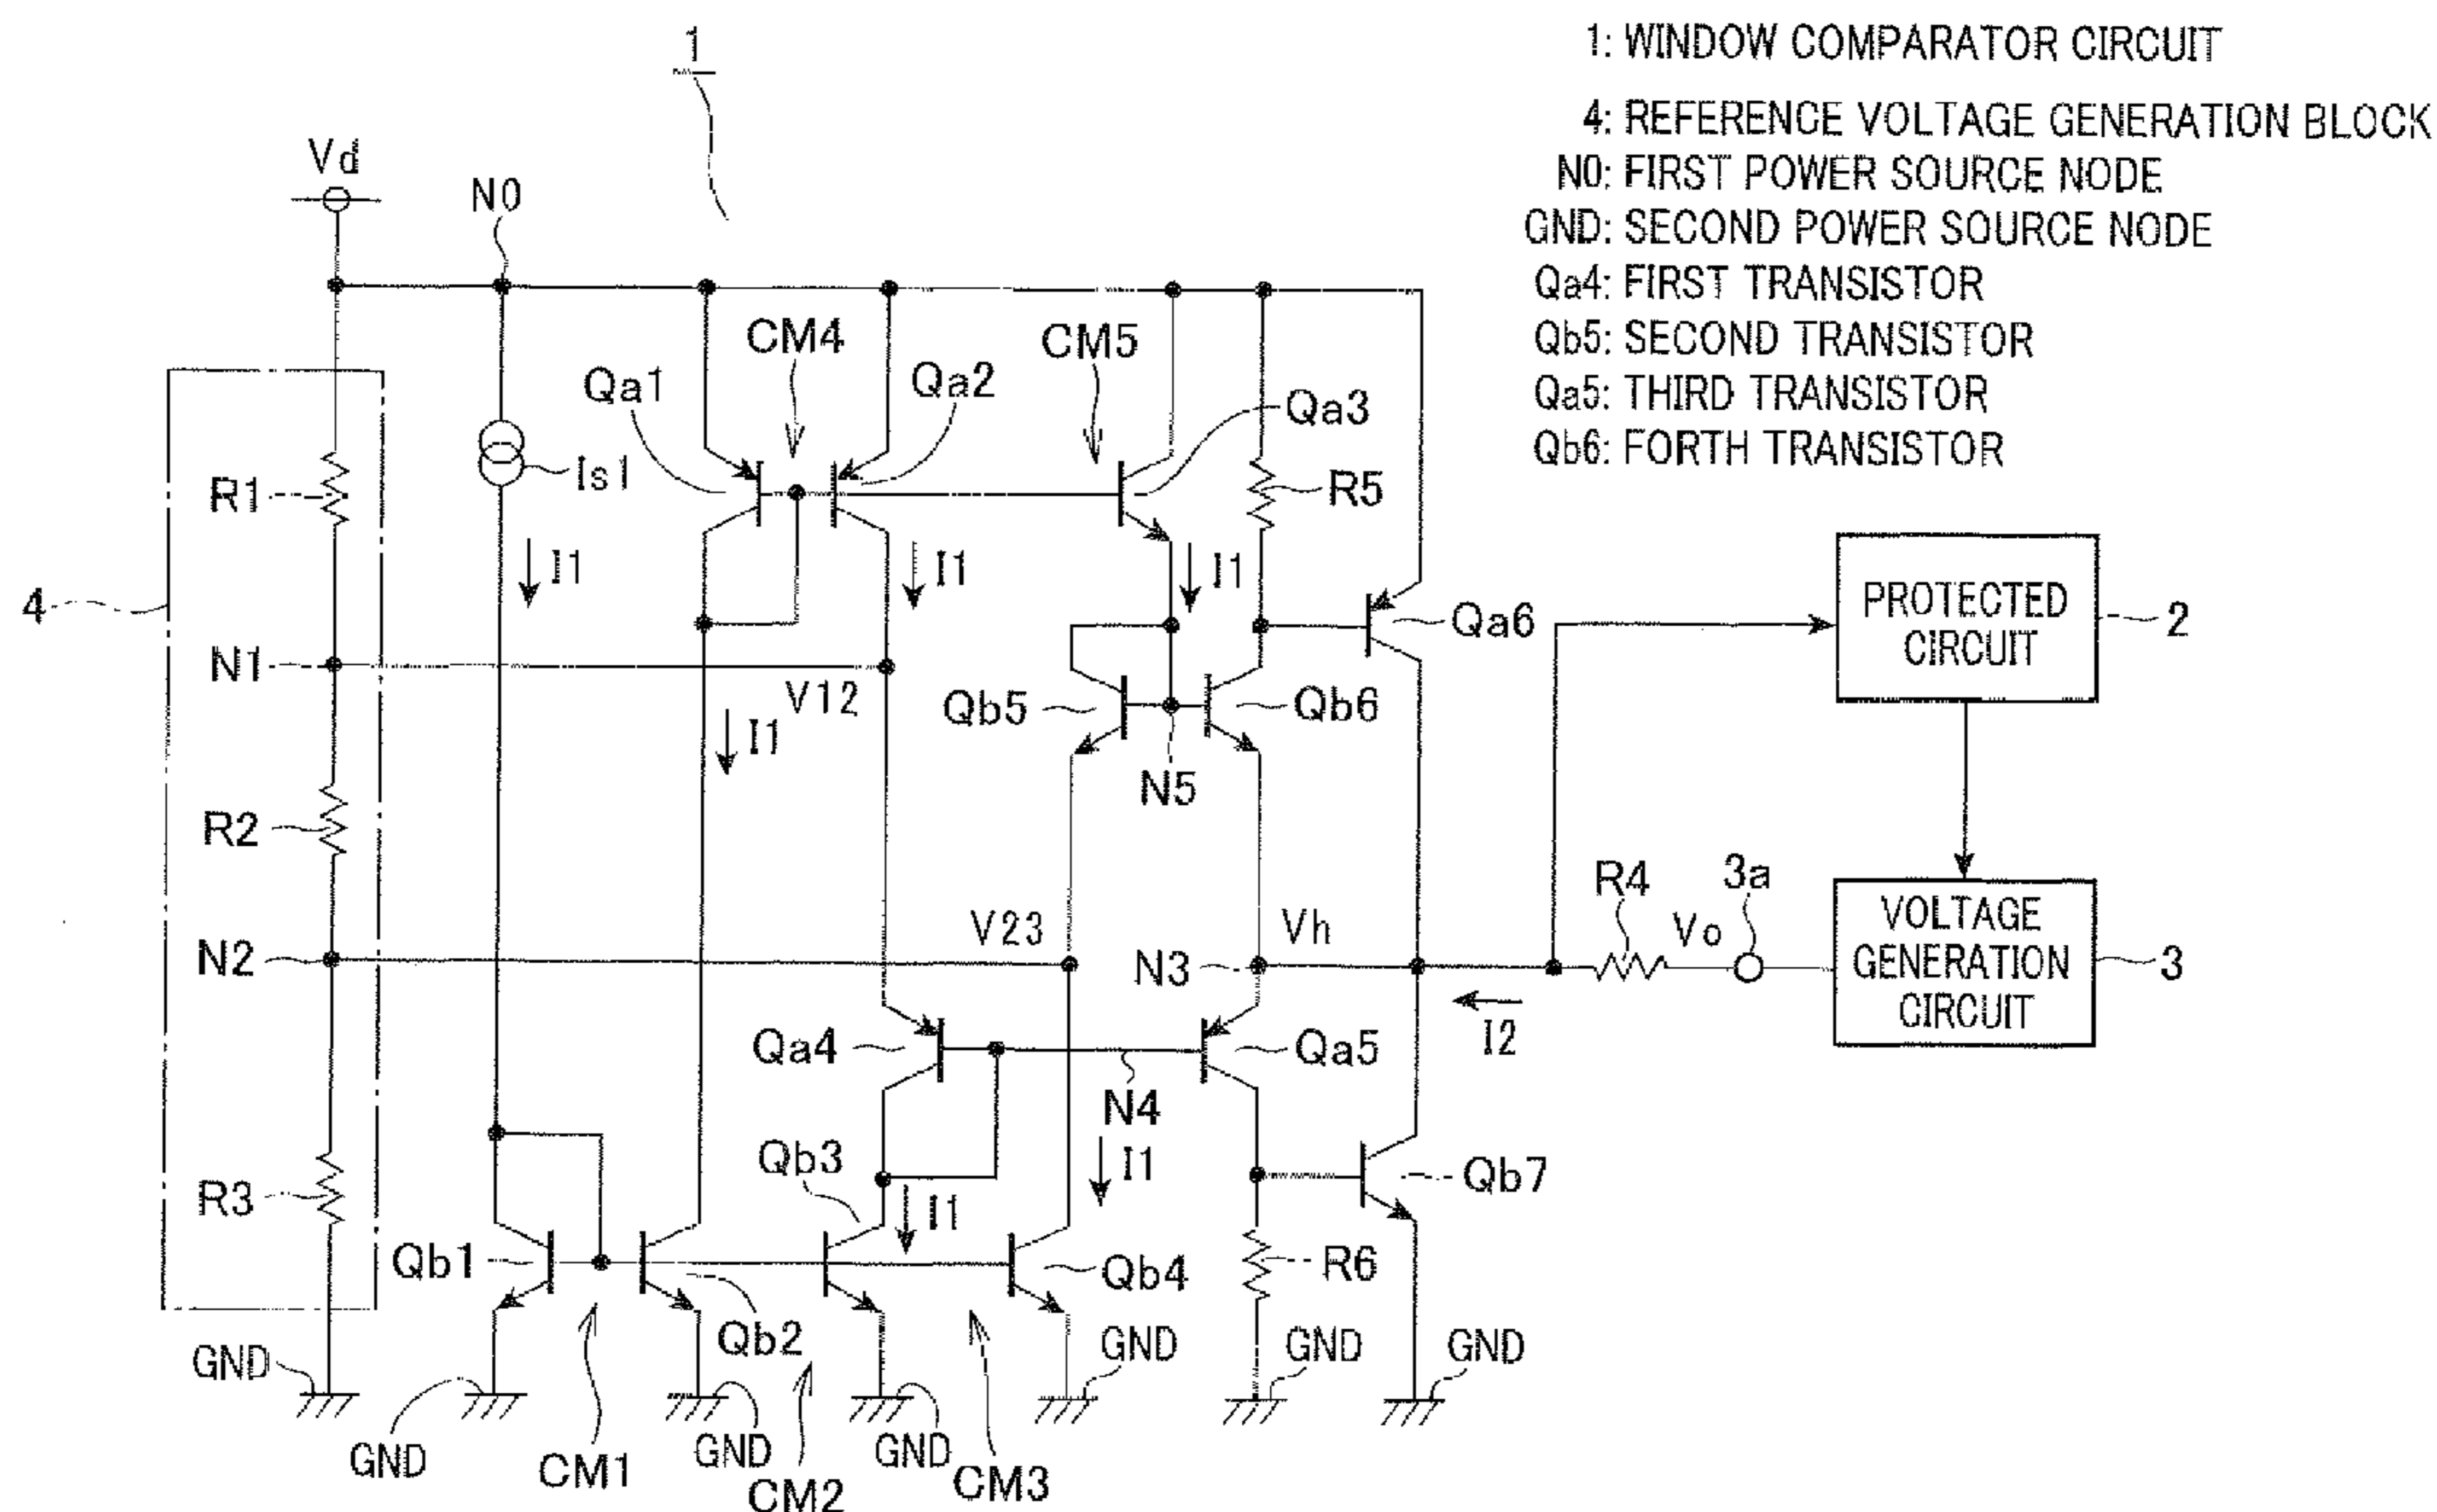 1
1: WINDOW COMPARATOR CIRCUIT
4: REFERENCE VOLTAGE GENERATION BLOCK
N0: FIRST POWER SOURCE NODE
GND: SECOND POWER SOURCE NODE
Qa4: FIRST TRANSISTOR
Qb5: SECOND TRANSISTOR
Qa5: THIRD TRANSISTOR
Qb6: FORTH TRANSISTOR
Vd
N0
CM4
CM5
Qa1
Qa2
Qa3
R1
Is1
R5
I1
I1
I1
4
PROTECTED
CIRCUIT
2
Qa6
N1
V12
Qb5
Qb6
I1
N5
R2
R4
3a
Vo
V23
Vh
N2
N3
VOLTAGE
GENERATION
CIRCUIT
3
I2
Qa4
Qa5
N4
Qb3
I1
Qb7
R3
I1
Qb1
Qb4
R6
Qb2
GND
GND
GND
GND
GND
GND
GND
CM1
CM2
CM3